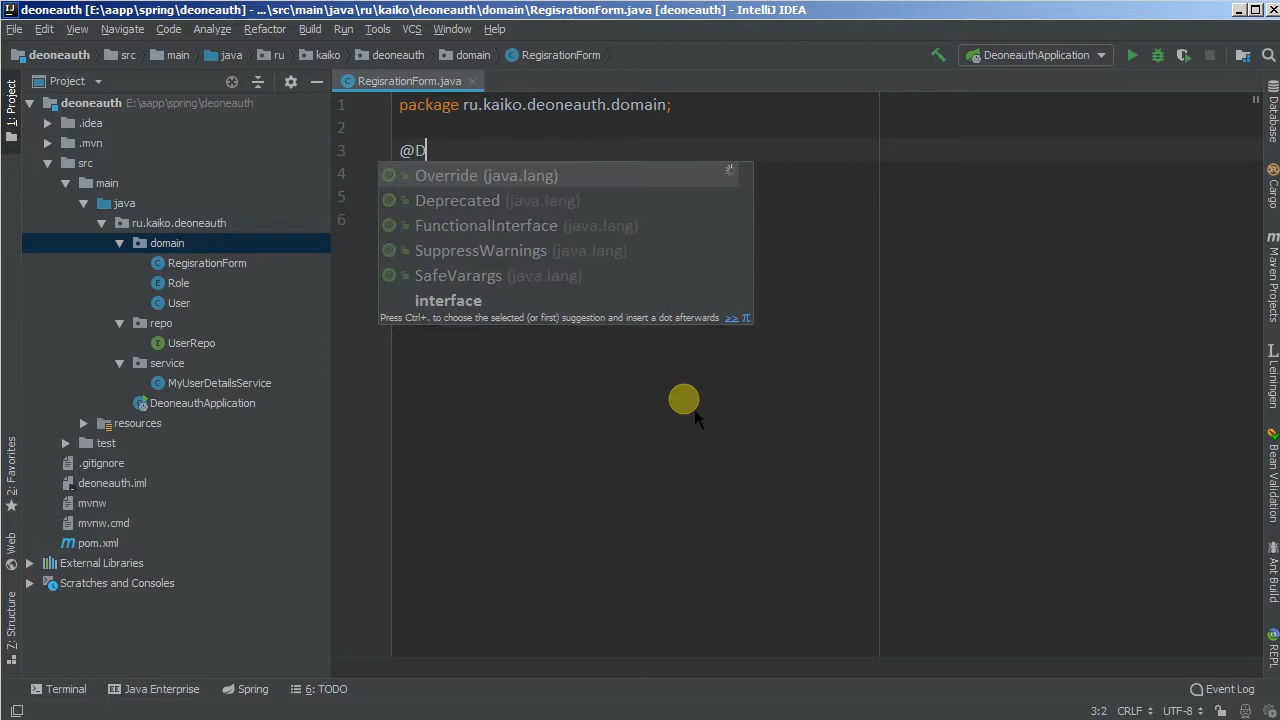 deoneauth [E:\aapp\spring\deoneauth] - ...\src\main\java\ru\kaiko\deoneauth\domain\RegisrationForm.java [deoneauth] - IntelliJ IDEA
File Edit View Navigate Code Analyze Refactor Build Run Tools VCS Window Help
deoneauth src main java ru kaiko deoneauth domain RegisrationForm DeoneauthApplication
Project
RegisrationForm.java
1: Project
2: Favorites
Web
Z: Structure
deoneauth E:\aapp\spring\deoneauth
.idea
.mvn
src
main
java
ru.kaiko.deoneauth
domain
RegisrationForm
Role
User
repo
UserRepo
service
MyUserDetailsService
DeoneauthApplication
resources
test
.gitignore
deoneauth.iml
mvnw
mvnw.cmd
pom.xml
External Libraries
Scratches and Consoles
1 package ru.kaiko.deoneauth.domain;
2
3 @D
4
5
6
Override (java.lang)
Deprecated (java.lang)
FunctionalInterface (java.lang)
SuppressWarnings (java.lang)
SafeVarargs (java.lang)
interface
Press Ctrl+. to choose the selected (or first) suggestion and insert a dot afterwards >> π
Database
Cargo
Maven Projects
Leiningen
Bean Validation
Ant Build
REPL
Terminal Java Enterprise Spring 6: TODO Event Log
3:2 CRLF UTF-8